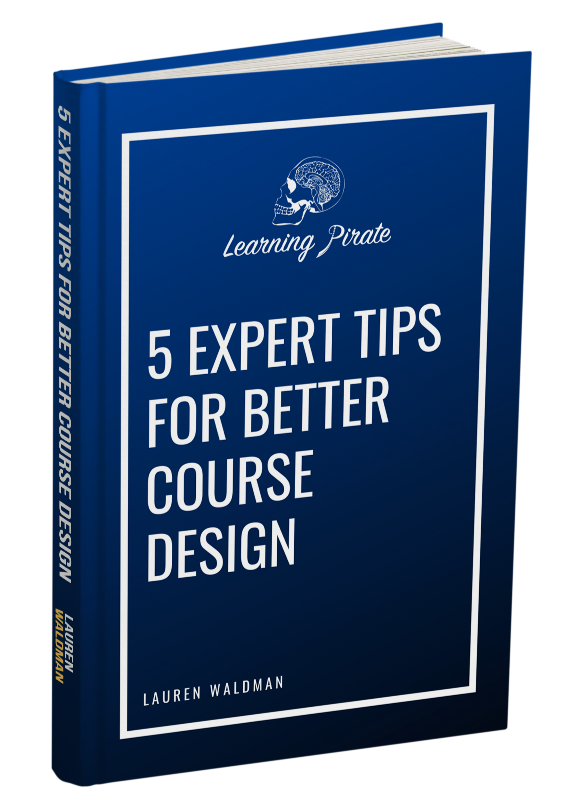 5 EXPERT TIPS FOR BETTER COURSE DESIGN
LAUREN
WALDMAN
Learning Pirate
5 EXPERT TIPS
FOR BETTER
COURSE
DESIGN
LAUREN WALDMAN